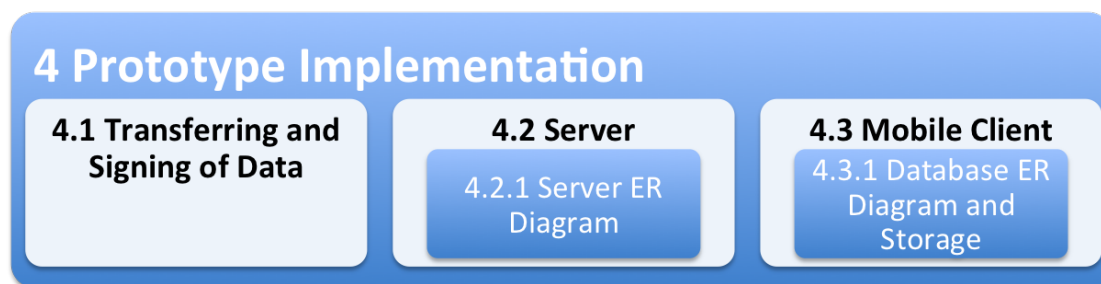 4 Prototype Implementation
4.1 Transferring and
Signing of Data
4.2 Server
4.2.1 Server ER
Diagram
4.3 Mobile Client
4.3.1 Database ER
Diagram and
Storage